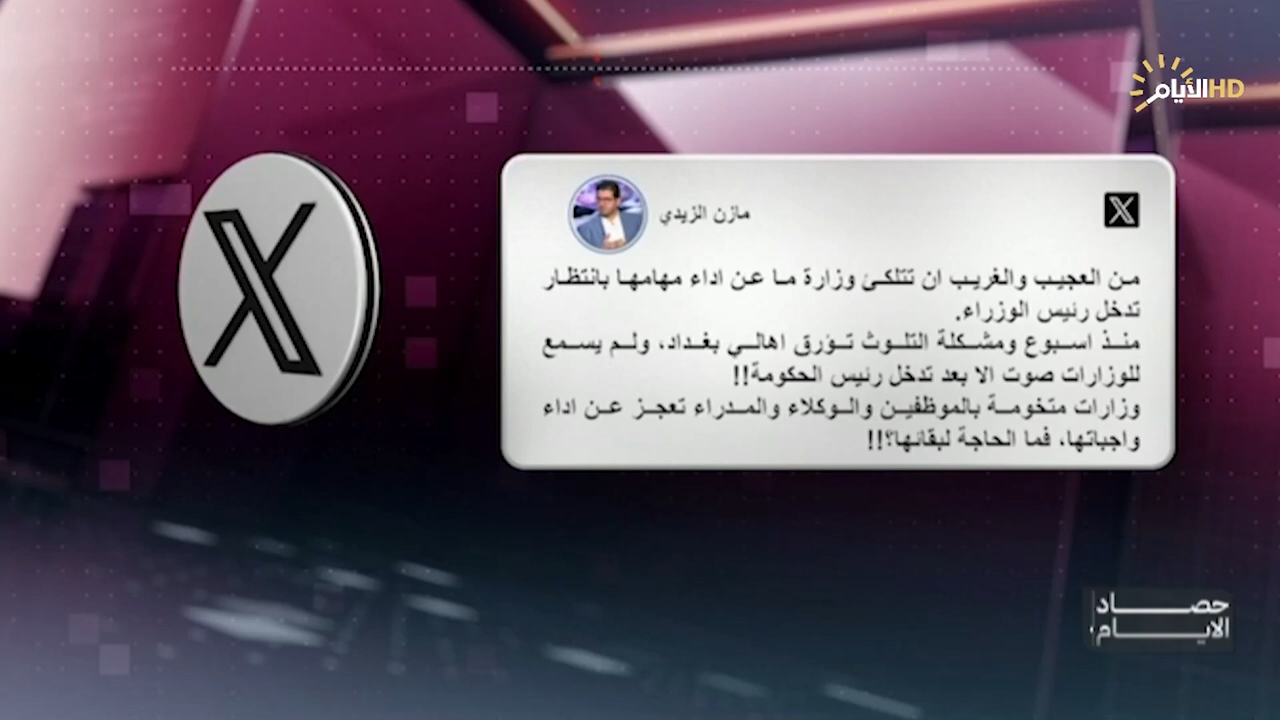 الأيام HD
X
مازن الزيدي
X
من العجيب والغريب ان تتلكئ وزارة ما عن اداء مهامها بانتظار
تدخل رئيس الوزراء.
منذ اسبوع ومشكلة التلوث تؤرق اهالي بغداد، ولم يسمع
للوزارات صوت الا بعد تدخل رئيس الحكومة!!
وزارات متخومة بالموظفين والوكلاء والمدراء تعجز عن اداء
واجباتها، فما الحاجة لبقائها؟!!
حصاد
الايام